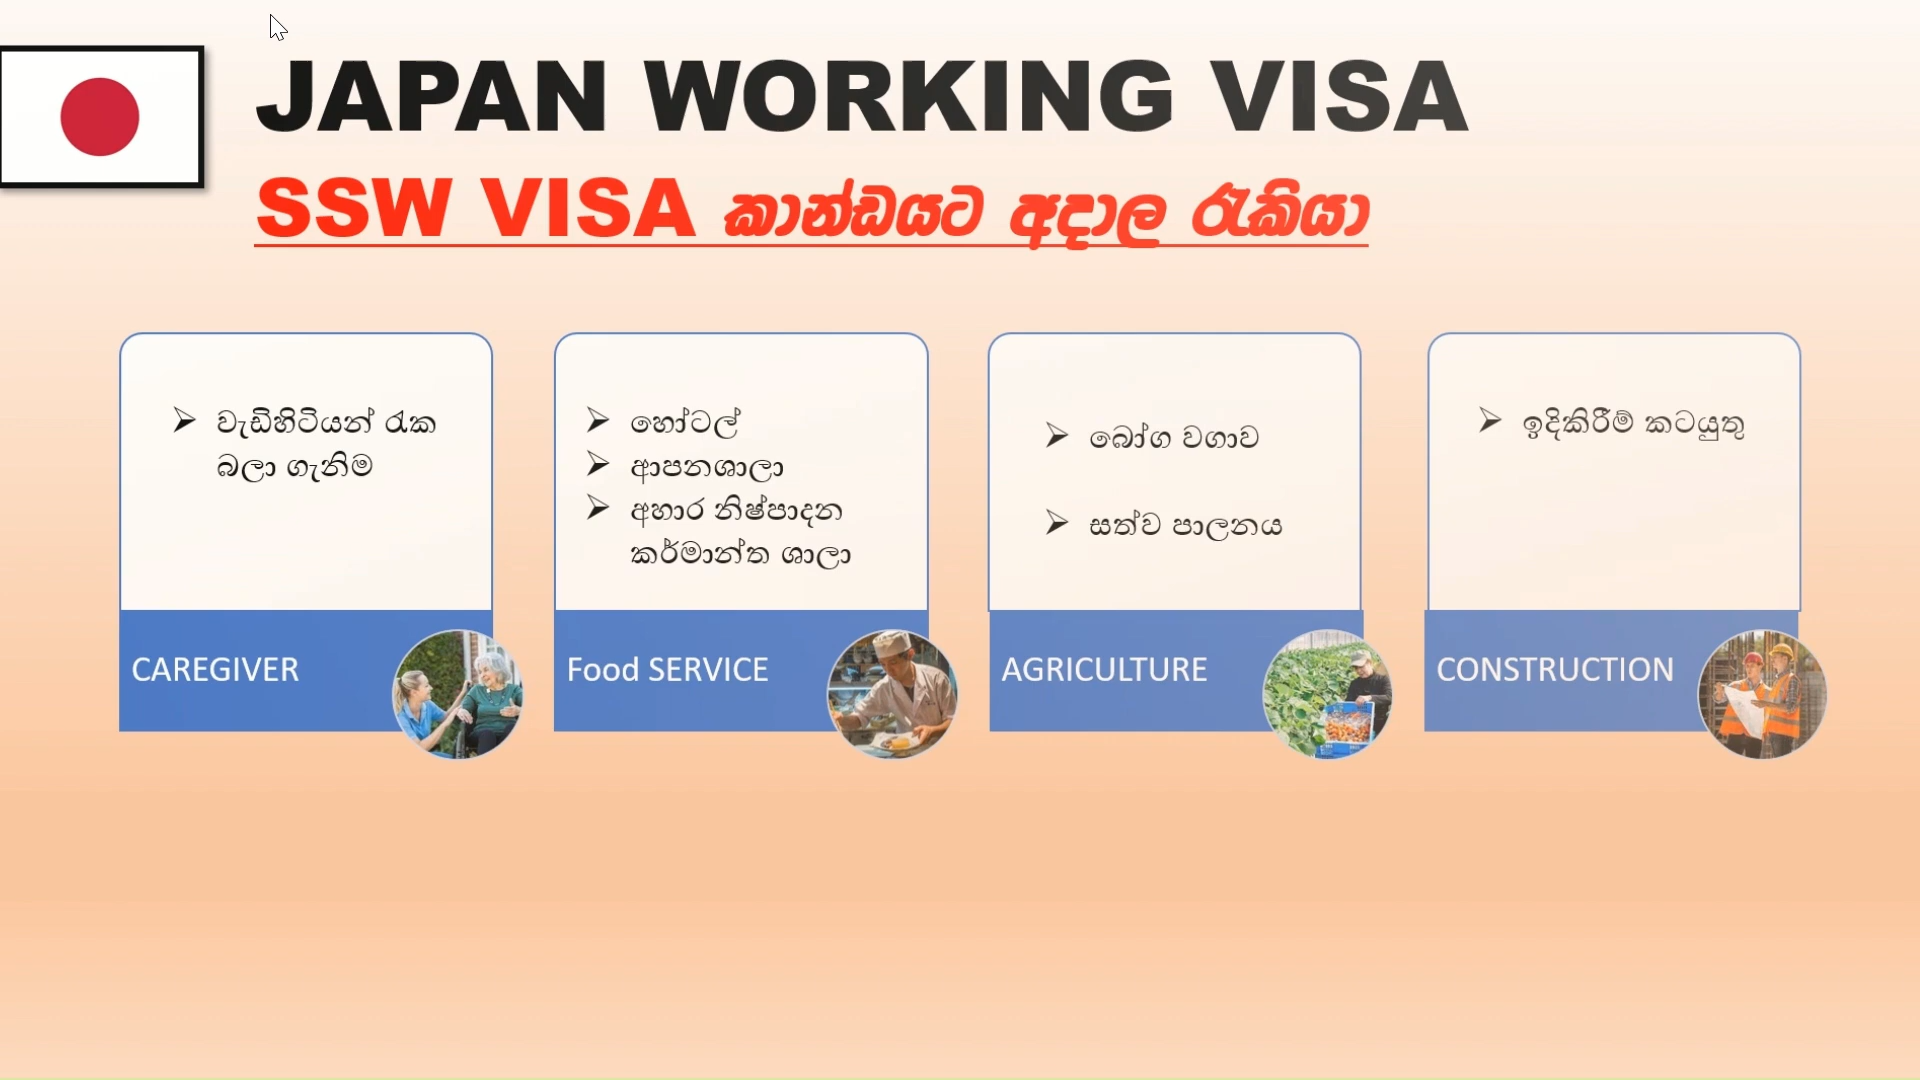 JAPAN WORKING VISA
SSW VISA කාන්ඩයට අදාල රැකියා
වැඩිහිටියන් රැක
බලා ගැනිම
CAREGIVER
හෝටල්
ආපනශාලා
අහාර නිෂ්පාදන
කර්මාන්ත ශාලා
Food SERVICE
බෝග වගාව
සත්ව පාලනය
AGRICULTURE
ඉදිකිරීම් කටයුතු
CONSTRUCTION